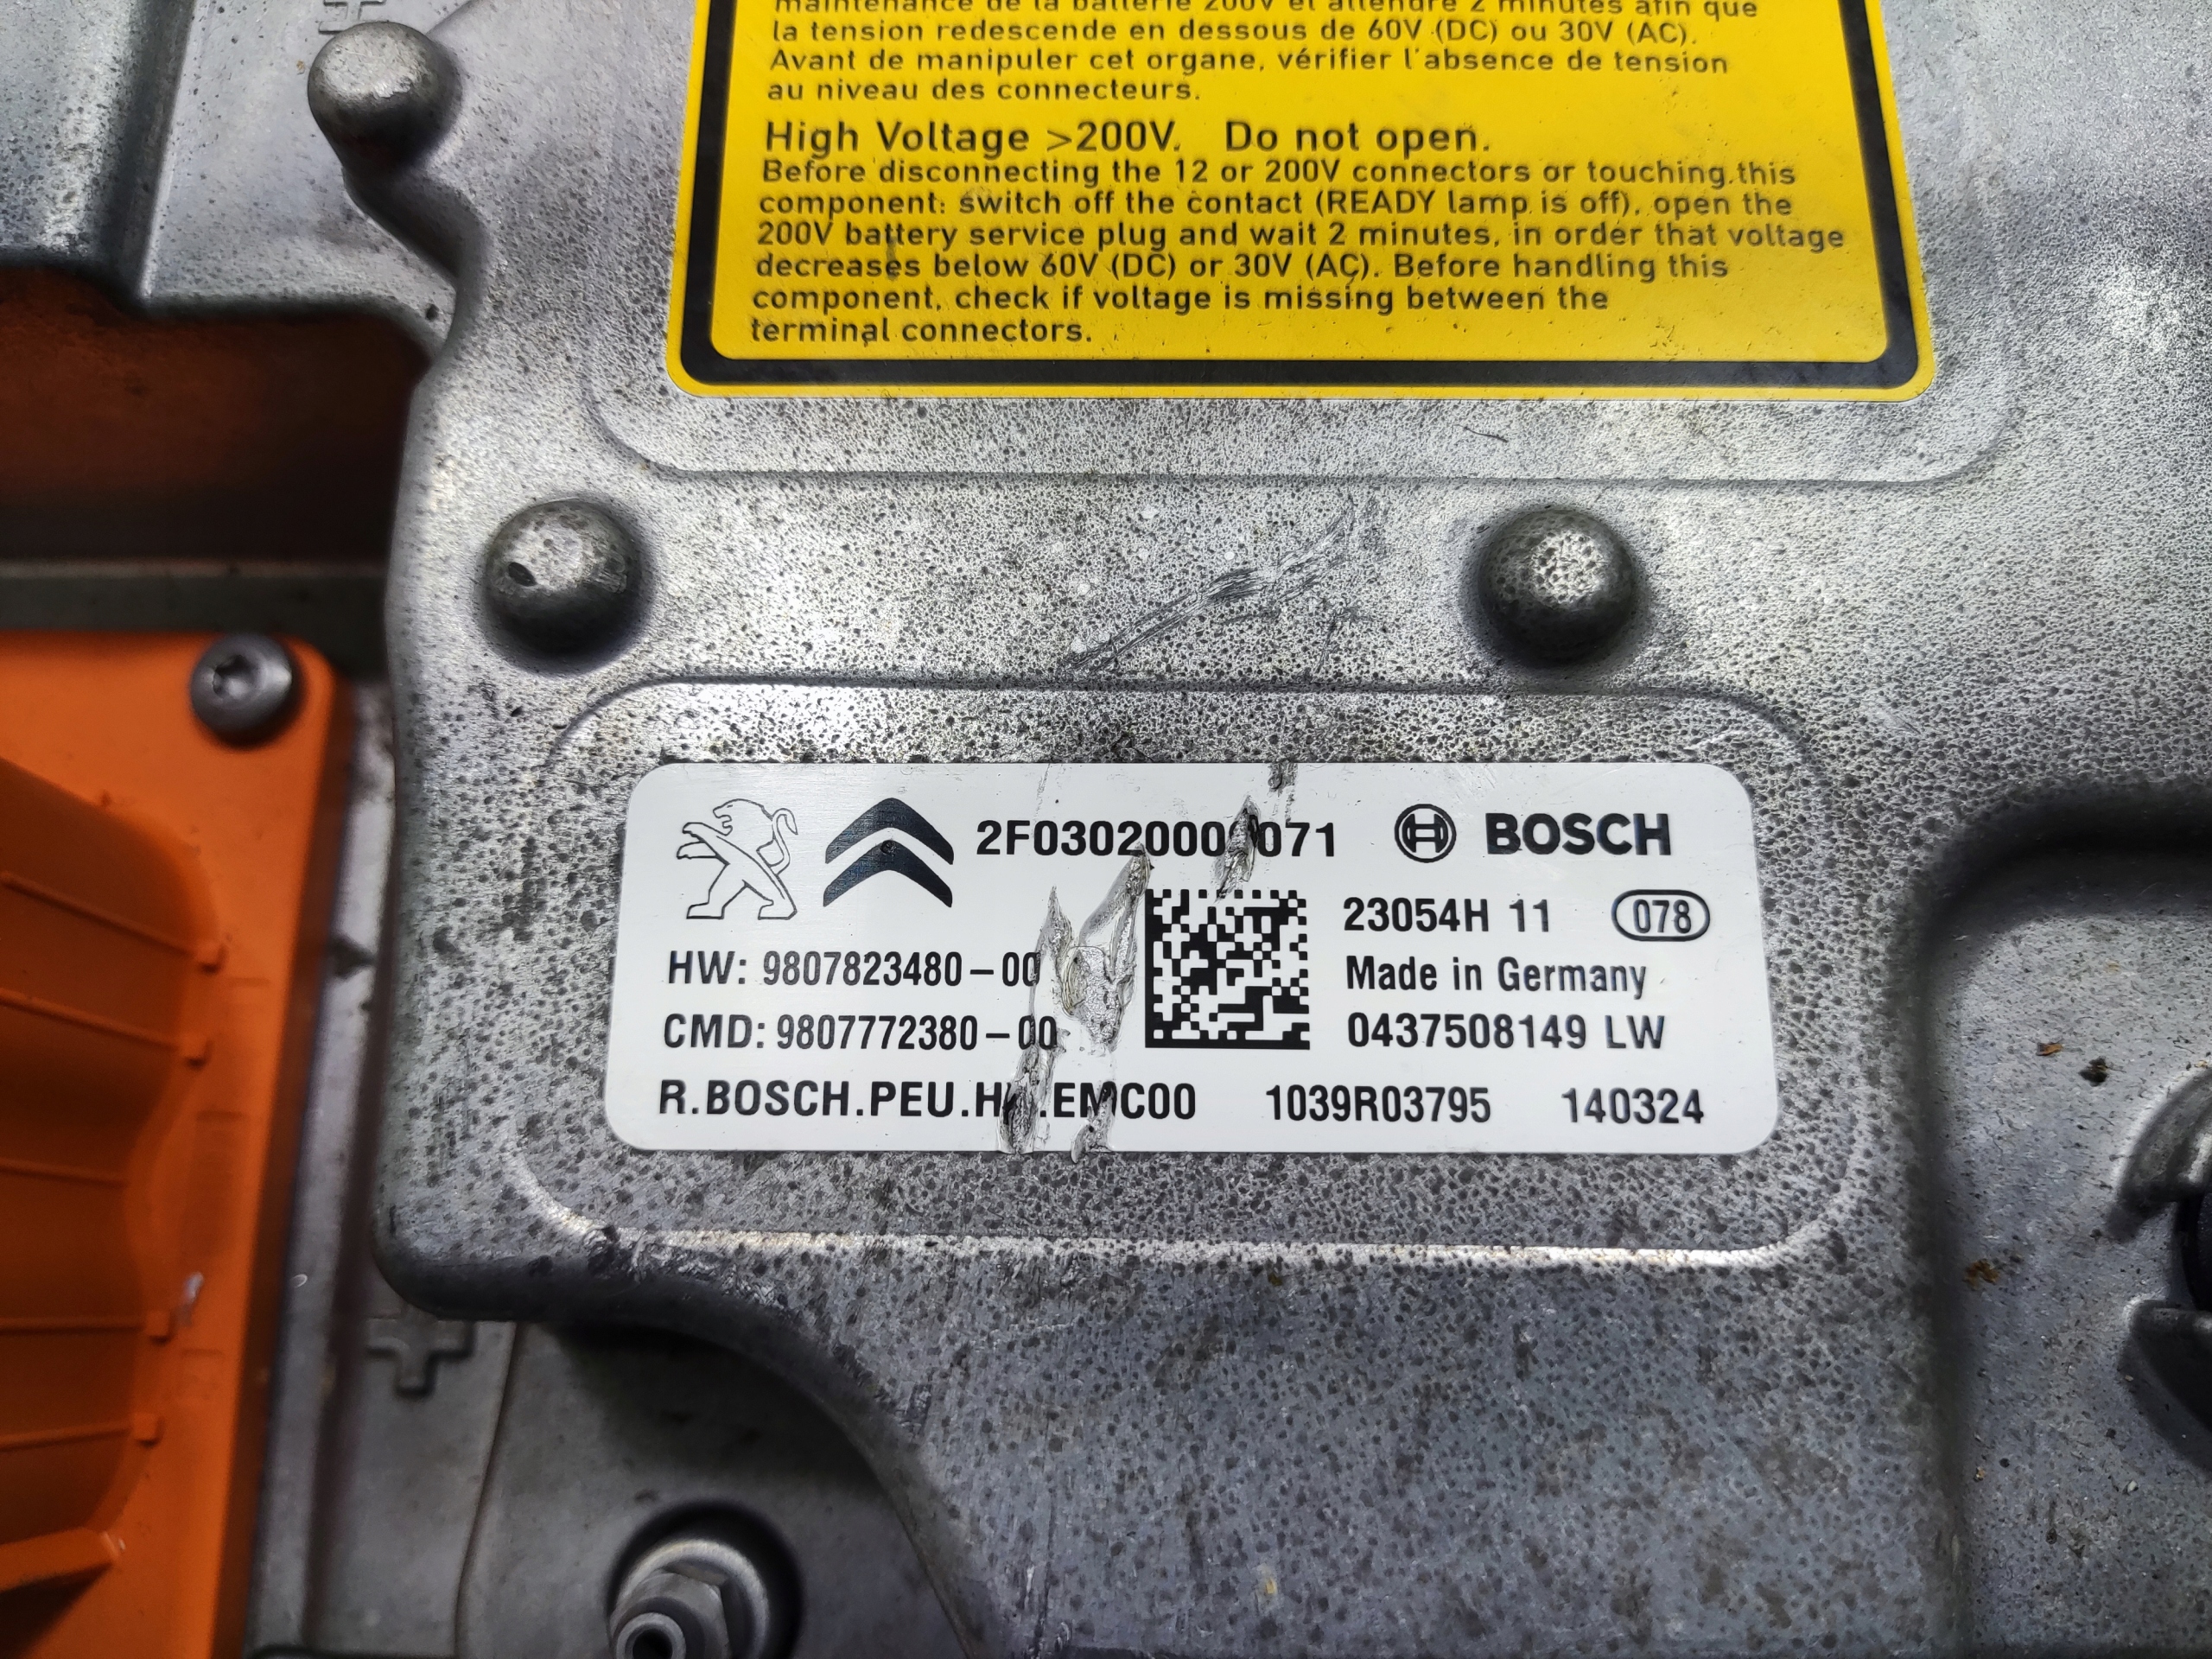 maintenance de la batterie 200V et attendre 2 minutes afin que
la tension redescende en dessous de 60V (DC) ou 30V (AC).
Avant de manipuler cet organe, vérifier l'absence de tension
au niveau des connecteurs.
High Voltage >200V. Do not open.
Before disconnecting the 12 or 200V connectors or touching this
component: switch off the contact (READY lamp is off), open the
200V battery service plug and wait 2 minutes, in order that voltage
decreases below 60V (DC) or 30V (AC). Before handling this
component, check if voltage is missing between the
terminal connectors.
BOSCH
23054H 11 078
HW: 9807823480-00
Made in Germany
CMD: 9807772380-00
0437508149 LW
1039R03795 140324